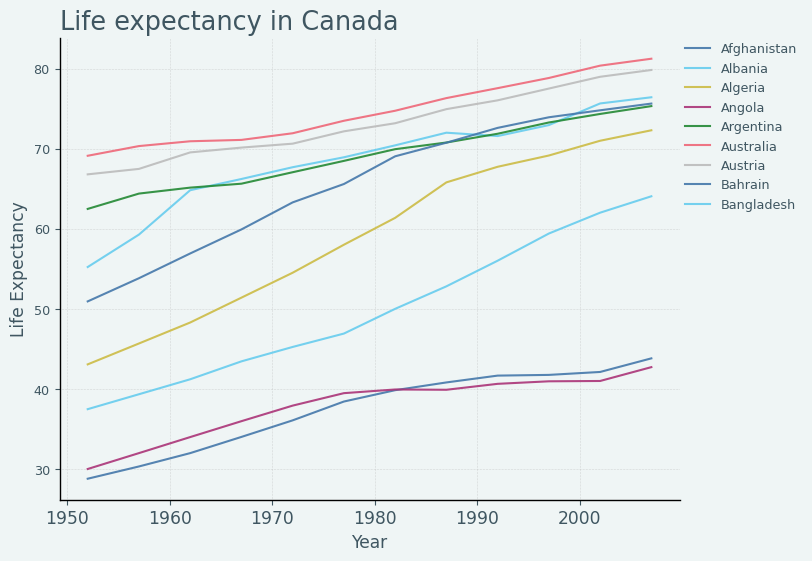 Life expectancy in Canada
Afghanistan
Albania
Algeria
Angola
Argentina
Australia
Austria
Bahrain
Bangladesh
Life Expectancy
80
70
60
50
40
30
1950 1960 1970 1980 1990 2000
Year